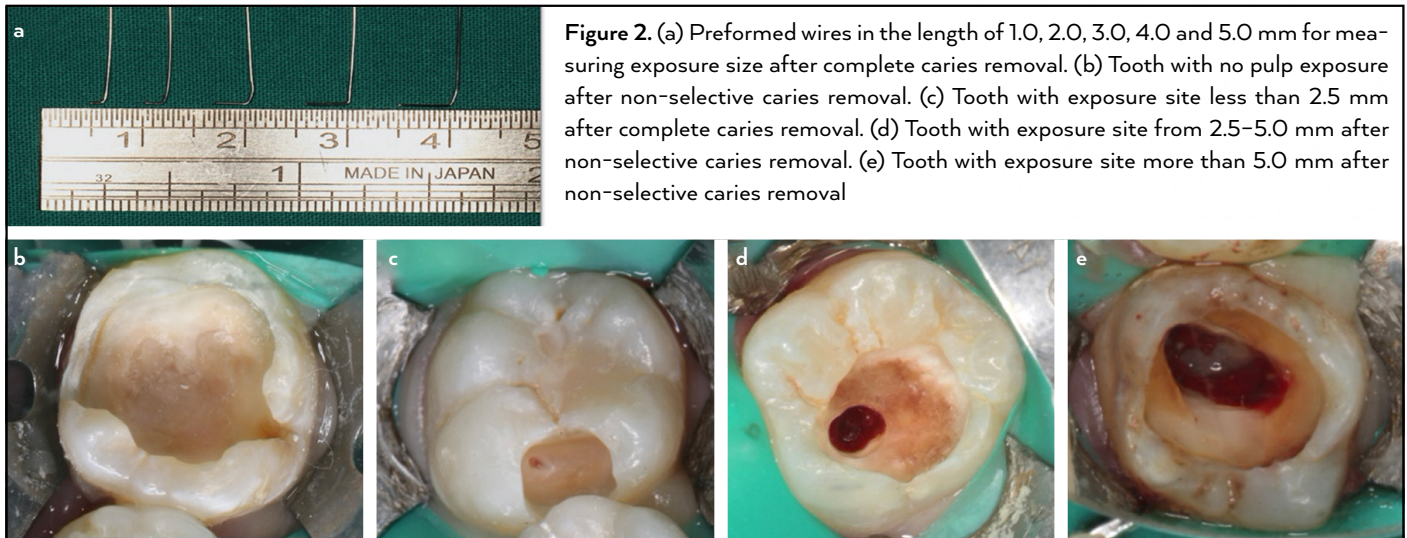 a
Figure 2. (a) Preformed wires in the length of 1.0, 2.0, 3.0, 4.0 and 5.0 mm for mea-
suring exposure size after complete caries removal. (b) Tooth with no pulp exposure
after non-selective caries removal. (c) Tooth with exposure site less than 2.5 mm
after complete caries removal. (d) Tooth with exposure site from 2.5–5.0 mm after
non-selective caries removal. (e) Tooth with exposure site more than 5.0 mm after
non-selective caries removal
1 2 3 4 5
32 1 MADE IN JAPAN 2
b c d e